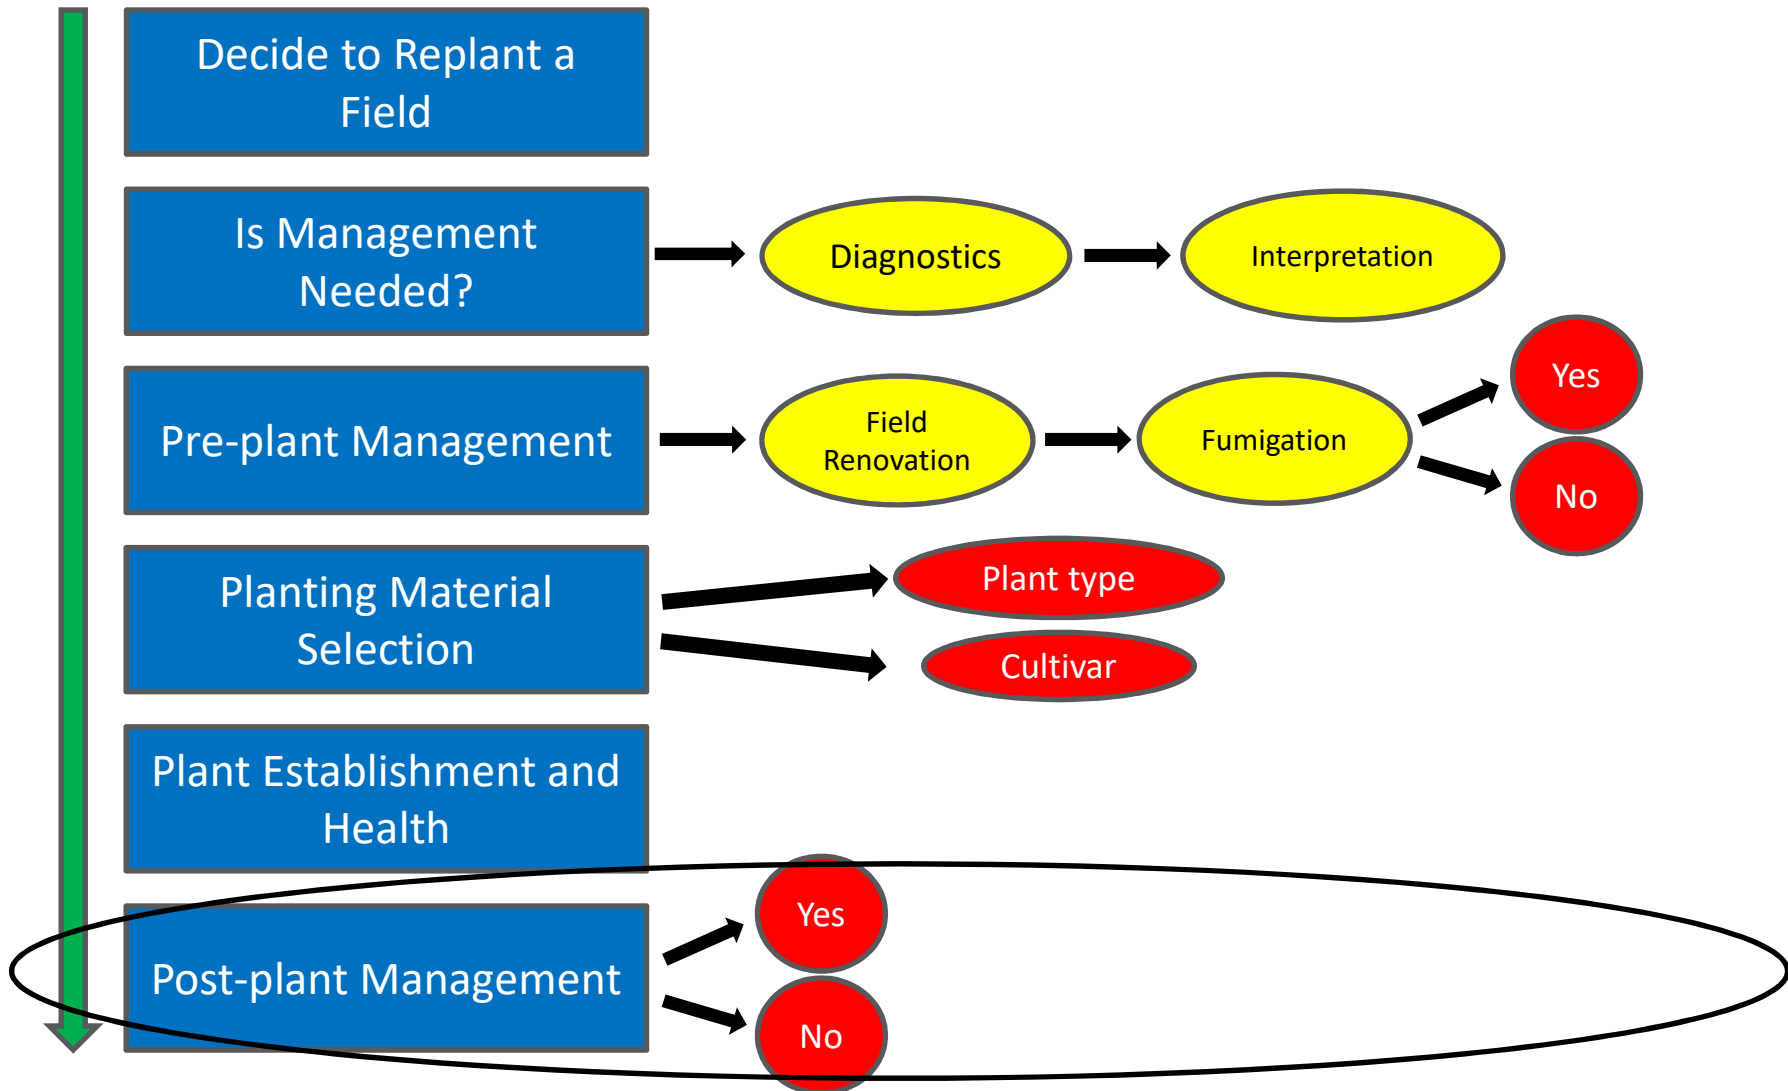 Decide to Replant a
Field
Is Management
Needed?
Diagnostics
Interpretation
Pre-plant Management
Field
Renovation
Fumigation
Yes
No
Planting Material
Selection
Plant type
Cultivar
Plant Establishment and
Health
Post-plant Management
Yes
No